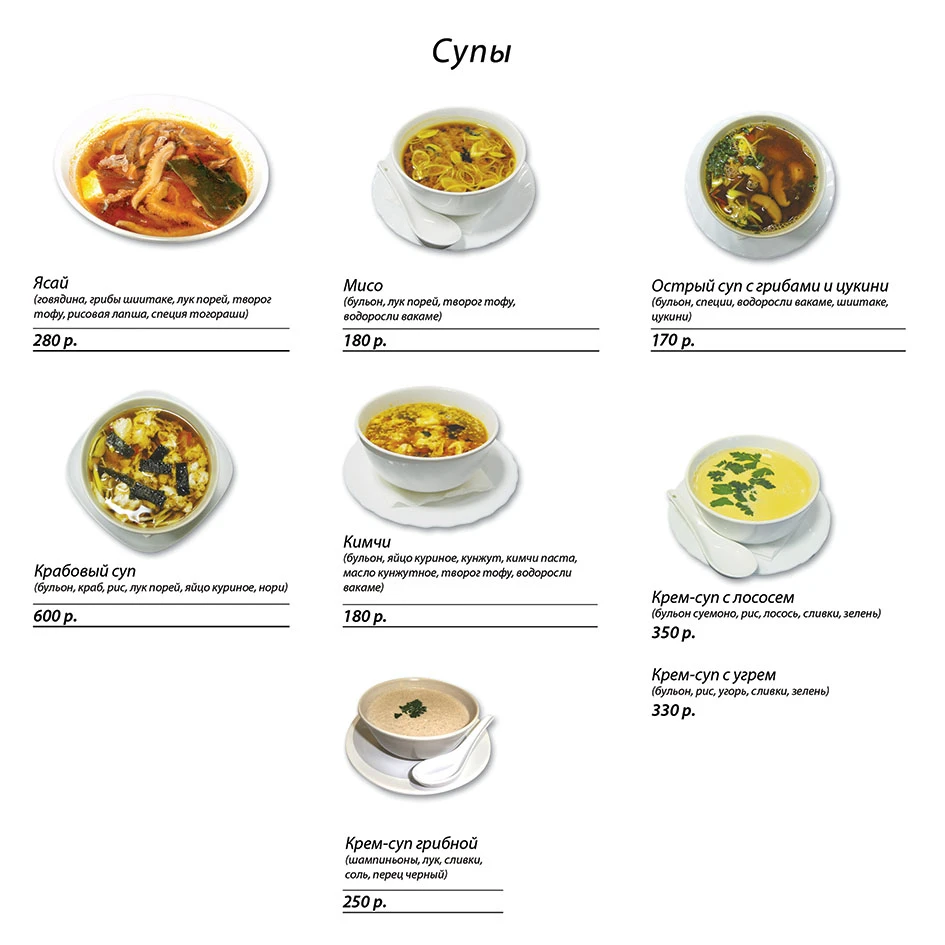 Супы
Ясай
(говядина, грибы шиитаке, лук порей, творог
тофу, рисовая лапша, специя тогораши)
280 р.
Мисо
(бульон, лук порей, творог тофу,
водоросли вакаме)
180 р.
Острый суп с грибами и цукини
(бульон, специи, водоросли вакаме, шиитаке,
цукини)
170 р.
Крабовый суп
(бульон, краб, рис, лук порей, яйцо куриное, нори)
600 р.
Кимчи
(бульон, яйцо куриное, кунжут, кимчи паста,
масло кунжутное, творог тофу, водоросли
вакаме)
180 р.
Крем-суп с лососем
(бульон суемоно, рис, лосось, сливки, зелень)
350 р.
Крем-суп с угрем
(бульон, рис, угорь, сливки, зелень)
330 р.
Крем-суп грибной
(шампиньоны, лук, сливки,
соль, перец черный)
250 р.